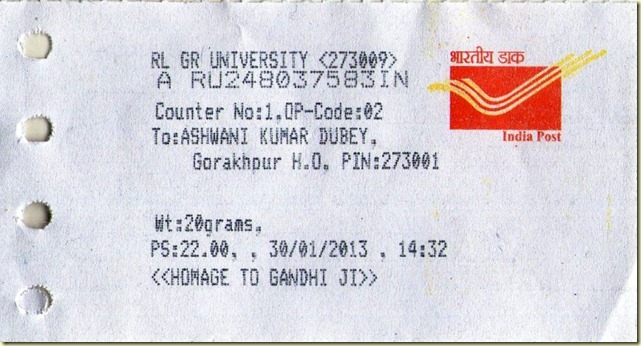 RL GR UNIVERSITY <273009>
A RU248037583IN
Counter No:1,OP-Code:02
To:ASHWANI KUMAR DUBEY,
Gorakhpur H.O, PIN:273001
Wt:20grams,
PS:22.00, , 30/01/2013 , 14:32
<<HOMAGE TO GANDHI JI>>
भारतीय डाक
India Post